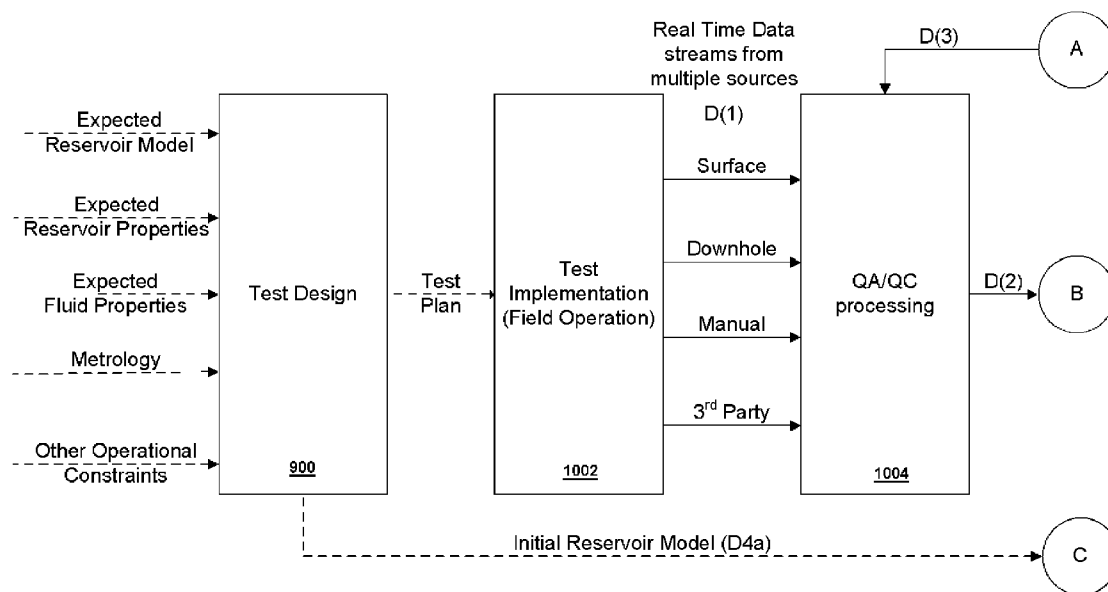 Real Time Data
streams from
multiple sources
D(1)
D(3)
A
Expected
Reservoir Model
Expected
Reservoir Properties
Expected
Fluid Properties
Metrology
Other Operational
Constraints
Test Design
900
Test
Plan
Test
Implementation
(Field Operation)
1002
Surface
Downhole
Manual
3rd Party
QA/QC
processing
1004
D(2)
B
Initial Reservoir Model (D4a)
C